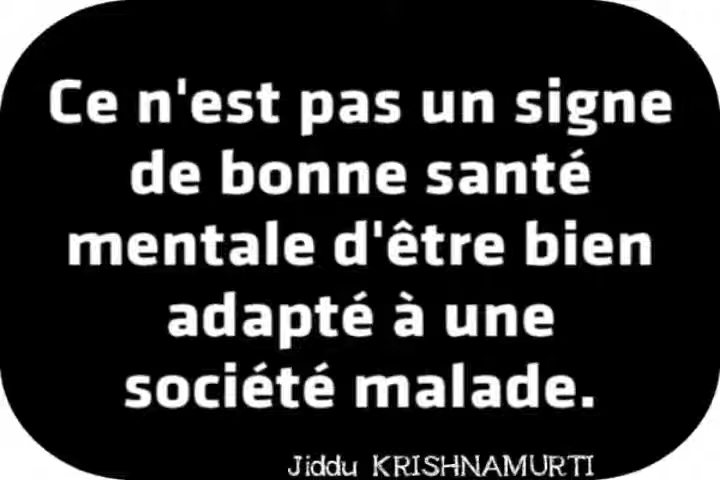 Ce n'est pas un signe
de bonne santé
mentale d'être bien
adapté à une
société malade.
Jiddu KRISHNAMURTI